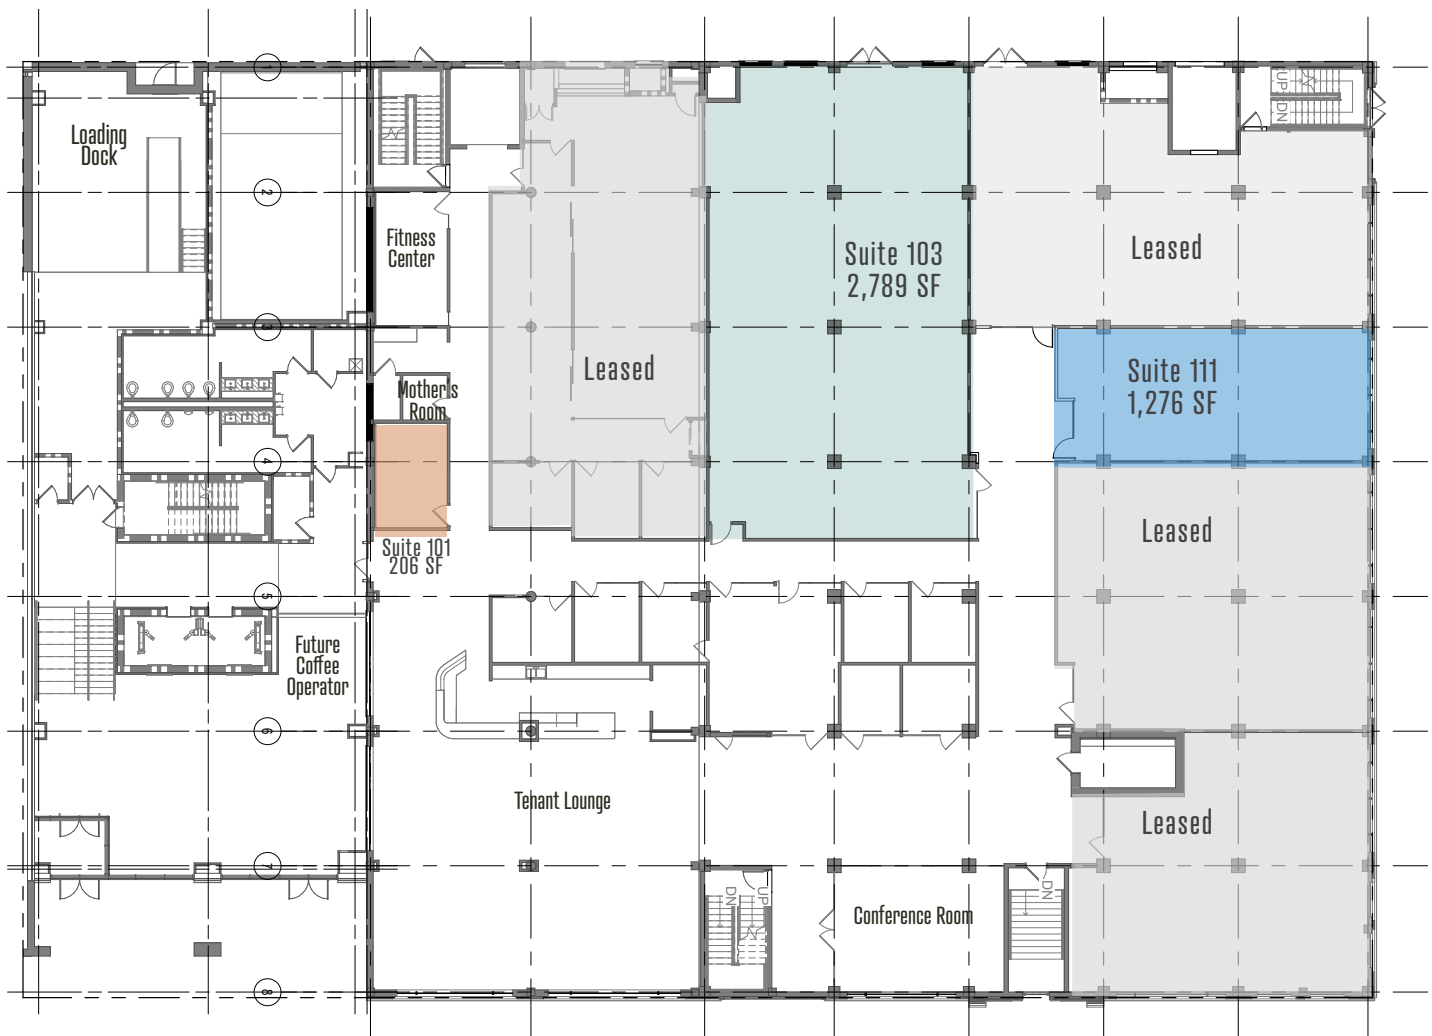 1
Loading
Dock
UP
DN
2
Fitness
Center
Suite 103
2,789 SF
Leased
3
Leased
Suite 111
1,276 SF
Mother's
Room
4
Leased
Suite 101
206 SF
5
Future
Coffee
Operator
6
Tenant Lounge
Leased
7
DN
UP
DN
Conference Room
8